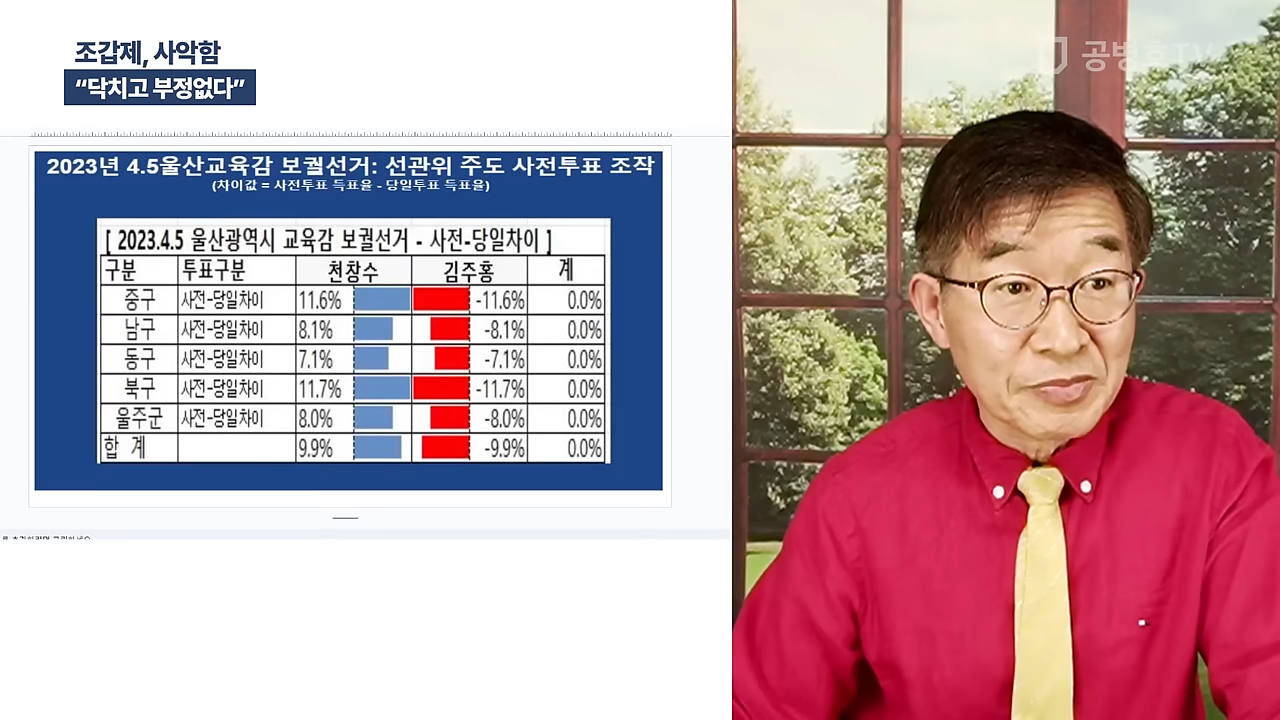 조갑제, 사악함
“닥치고 부정없다”
공병호TV
2023년 4.5울산교육감 보궐선거: 선관위 주도 사전투표 조작
(차이값 = 사전투표 득표율 - 당일투표 득표율)
[ 2023.4.5 울산광역시 교육감 보궐선거 - 사전-당일차이 ]
구분 투표구분 천창수 김주홍 계
중구 사전-당일차이 11.6% -11.6% 0.0%
남구 사전-당일차이 8.1% -8.1% 0.0%
동구 사전-당일차이 7.1% -7.1% 0.0%
북구 사전-당일차이 11.7% -11.7% 0.0%
울주군 사전-당일차이 8.0% -8.0% 0.0%
합 계 9.9% -9.9% 0.0%